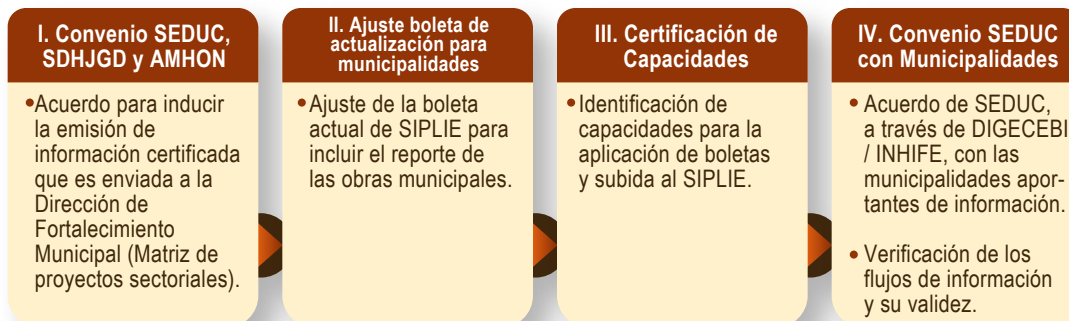 I. Convenio SEDUC,
SDHJGD y AMHON
•Acuerdo para inducir
la emisión de
información certificada
que es enviada a la
Dirección de
Fortalecimiento
Municipal (Matriz de
proyectos sectoriales).
II. Ajuste boleta de
actualización para
municipalidades
•Ajuste de la boleta
actual de SIPLIE para
incluir el reporte de
las obras municipales.
III. Certificación de
Capacidades
•Identificación de
capacidades para la
aplicación de boletas
y subida al SIPLIE.
IV. Convenio SEDUC
con Municipalidades
• Acuerdo de SEDUC,
a través de DIGECEBI
/ INHIFE, con las
municipalidades apor-
tantes de información.
• Verificación de los
flujos de información
y su validez.